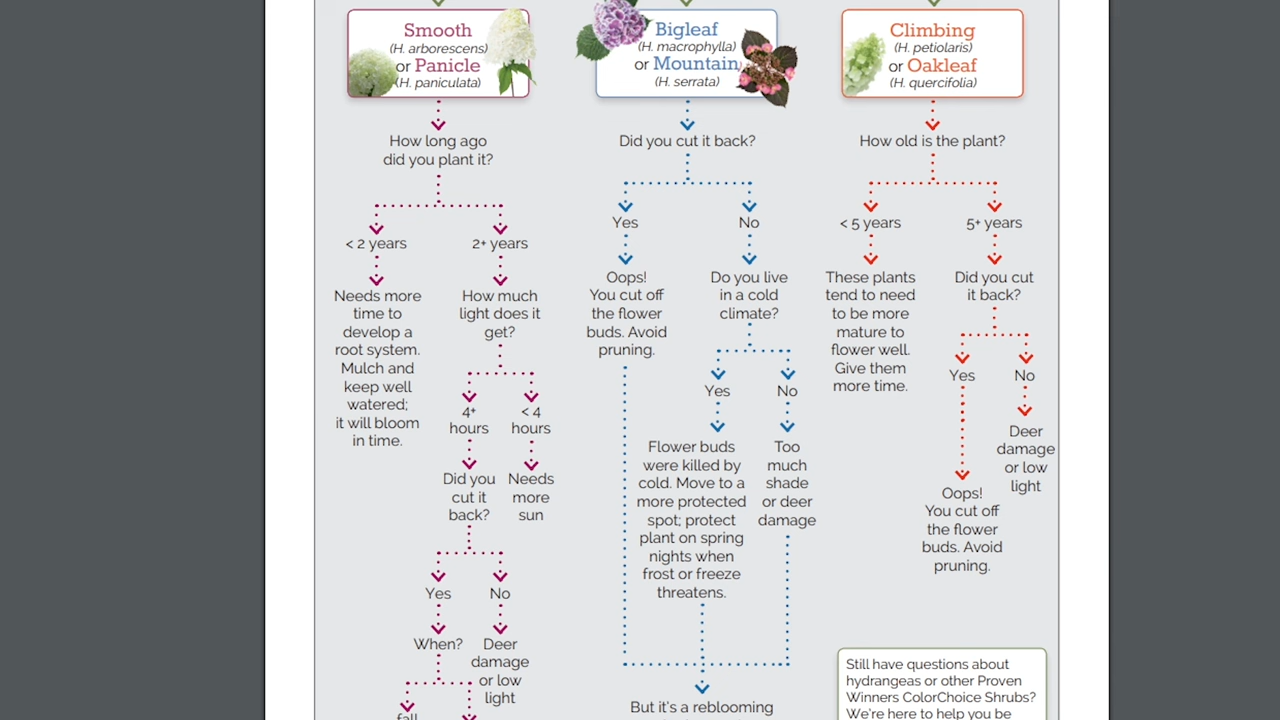 Smooth
(H. arborescens)
or Panicle
(H. paniculata)
How long ago
did you plant it?
< 2 years
2+ years
Needs more
time to
develop a
root system.
Mulch and
keep well
watered;
it will bloom
in time.
How much
light does it
get?
4+
hours
< 4
hours
Did you
cut it
back?
Needs
more
sun
Yes
No
When?
Deer
damage
or low
light
fall
Bigleaf
(H. macrophylla)
or Mountain
(H. serrata)
Did you cut it back?
Yes
No
Oops!
You cut off
the flower
buds. Avoid
pruning.
Do you live
in a cold
climate?
Yes
No
Flower buds
were killed by
cold. Move to a
more protected
spot; protect
plant on spring
nights when
frost or freeze
threatens.
Too
much
shade
or deer
damage
But it's a reblooming
Climbing
(H. petiolaris)
or Oakleaf
(H. quercifolia)
How old is the plant?
< 5 years
5+ years
These plants
tend to need
to be more
mature to
flower well.
Give them
more time.
Did you cut
it back?
Yes
No
Oops!
You cut off
the flower
buds. Avoid
pruning.
Deer
damage
or low
light
Still have questions about
hydrangeas or other Proven
Winners ColorChoice Shrubs?
We're here to help you be